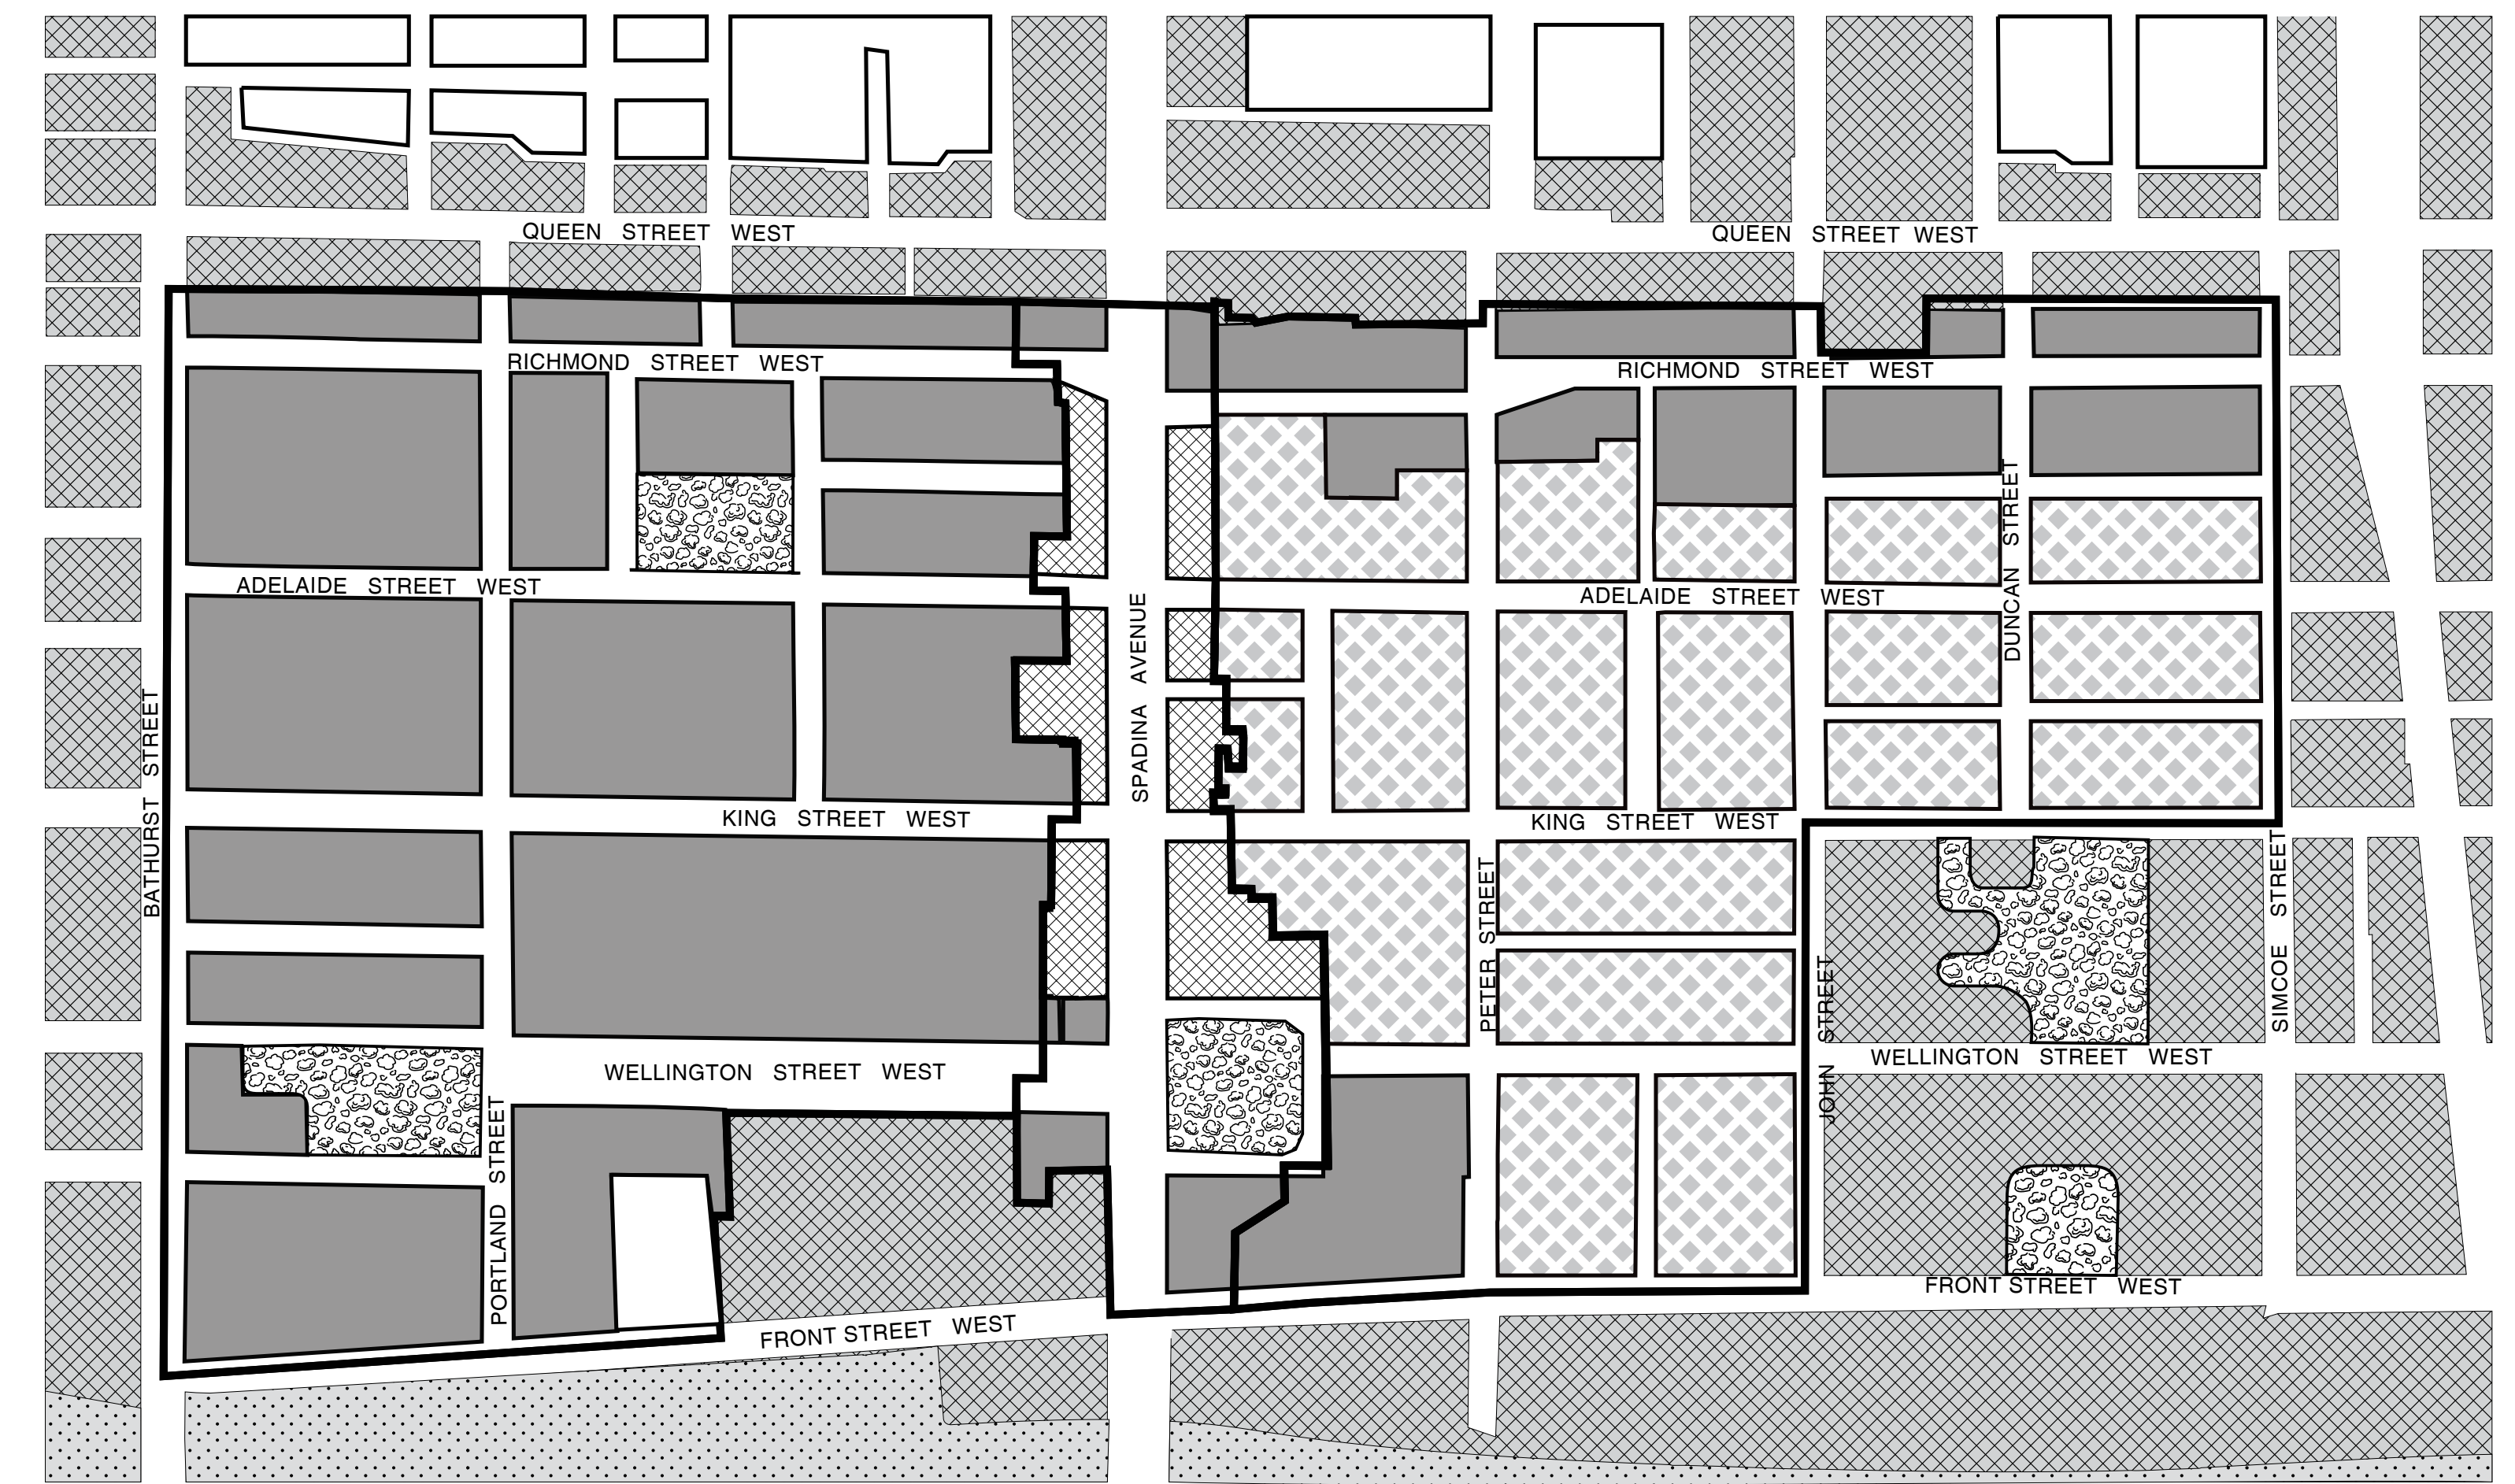 QUEEN STREET WEST
QUEEN STREET WEST
RICHMOND STREET WEST
RICHMOND STREET WEST
ADELAIDE STREET WEST
ADELAIDE STREET WEST
DUNCAN STREET
SPADINA AVENUE
BATHURST STREET
KING STREET WEST
KING STREET WEST
PETER STREET
JOHN STREET
SIMCOE STREET
WELLINGTON STREET WEST
WELLINGTON STREET WEST
PORTLAND STREET
FRONT STREET WEST
FRONT STREET WEST